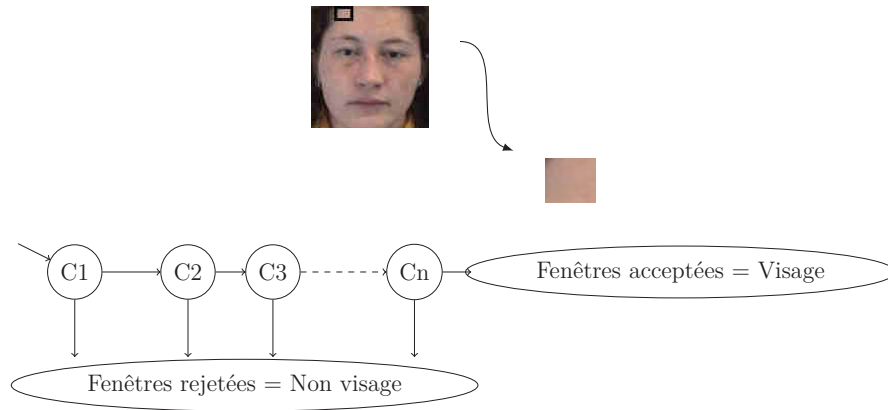 C1 C2 C3 Cn Fenêtres acceptées = Visage
Fenêtres rejetées = Non visage